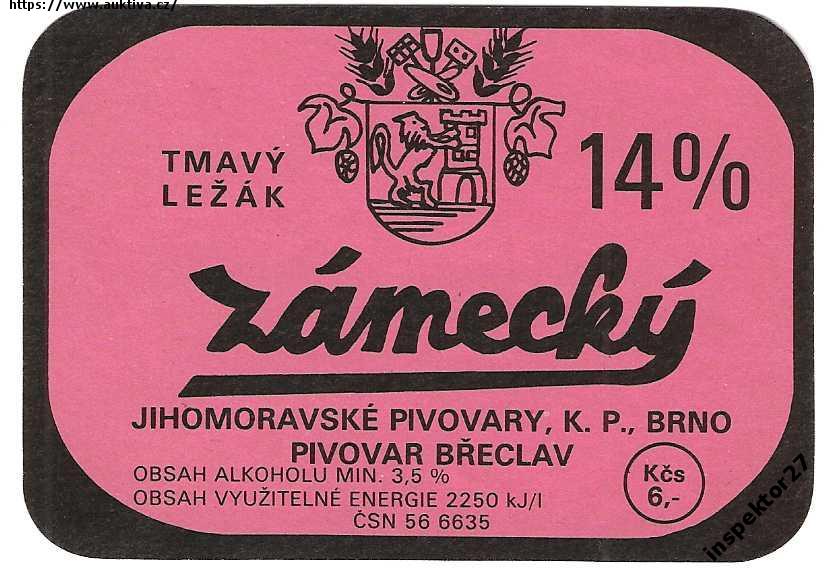 https://www.auktiva.cz/
TMAVÝ
LEŽÁK
14%
zámecký
JIHOMORAVSKÉ PIVOVARY, K. P., BRNO
PIVOVAR BŘECLAV
OBSAH ALKOHOLU MIN. 3,5 %
OBSAH VYUŽITELNÉ ENERGIE 2250 kJ/l
ČSN 56 6635
Kčs
6,-
inspektor27